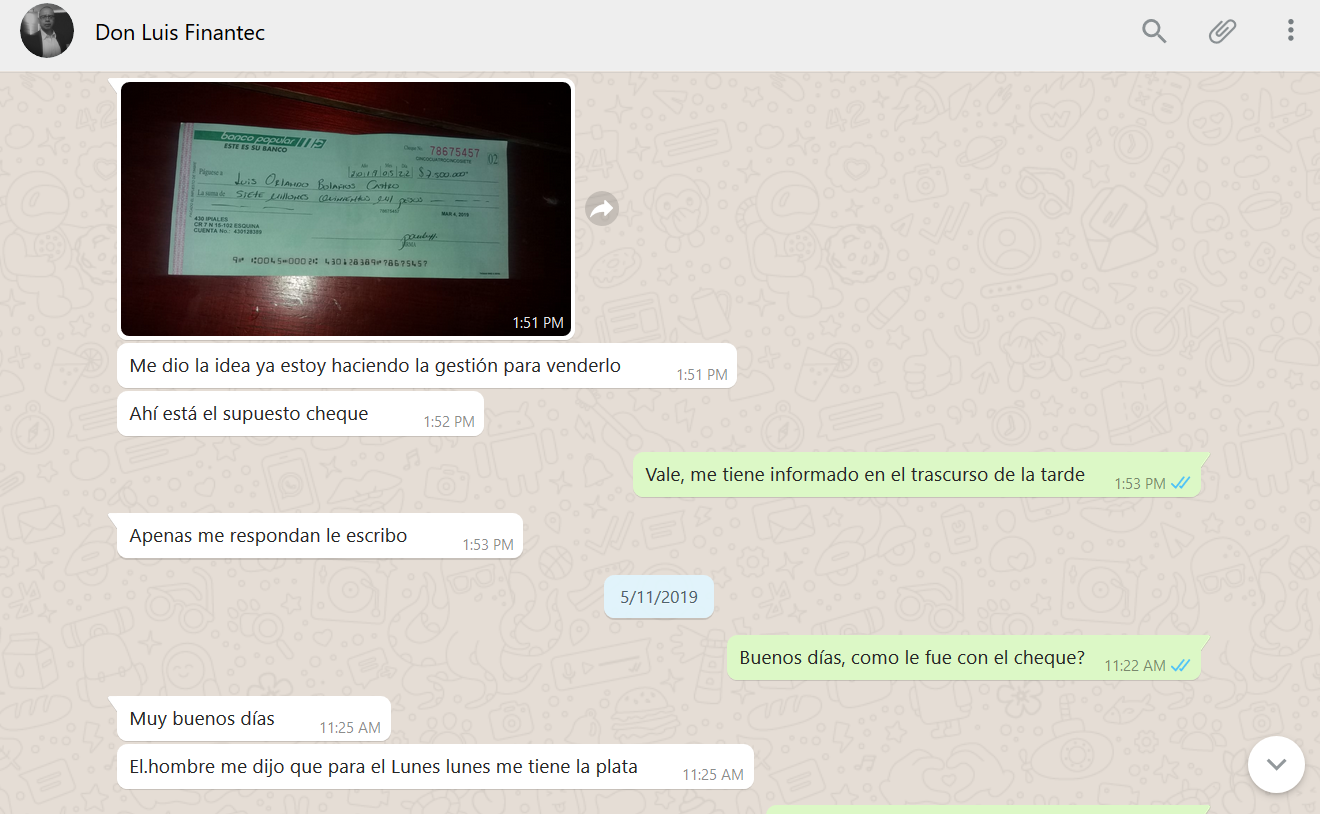 Don Luis Finantec
banco popular
ESTE ES SU BANCO
Cheque No. 78675457
02
Año Mes Día
2019 05 22 $7.500.000
Páguese a Luis Orlando Bolaños Castro
La suma de Siete millones quinientos mil pesos
78675457
MAR 4, 2019
430 IPIALES
CR 7 N 15-102 ESQUINA
CUENTA No. 430128389
430128389 78675457
1:51 PM
Me dio la idea ya estoy haciendo la gestión para venderlo
1:51 PM
Ahí está el supuesto cheque
1:52 PM
Vale, me tiene informado en el trascurso de la tarde
1:53 PM
Apenas me respondan le escribo
1:53 PM
5/11/2019
Buenos días, como le fue con el cheque?
11:22 AM
Muy buenos días
11:25 AM
El.hombre me dijo que para el Lunes lunes me tiene la plata
11:25 AM